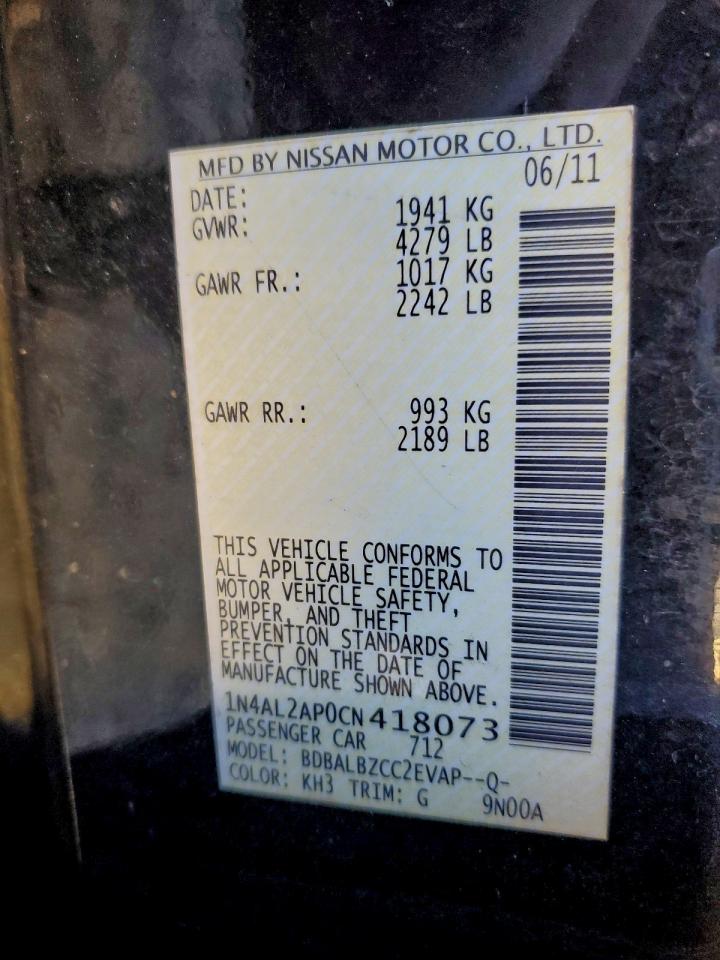 MFD BY NISSAN MOTOR CO., LTD.
DATE: 06/11
GVWR: 1941 KG
4279 LB
GAWR FR.: 1017 KG
2242 LB
GAWR RR.: 993 KG
2189 LB
THIS VEHICLE CONFORMS TO
ALL APPLICABLE FEDERAL
MOTOR VEHICLE SAFETY,
BUMPER, AND THEFT
PREVENTION STANDARDS IN
EFFECT ON THE DATE OF
MANUFACTURE SHOWN ABOVE.
1N4AL2AP0CN418073
PASSENGER CAR 712
MODEL: BDBALBZCC2EVAP--Q-
COLOR: KH3 TRIM: G 9N00A